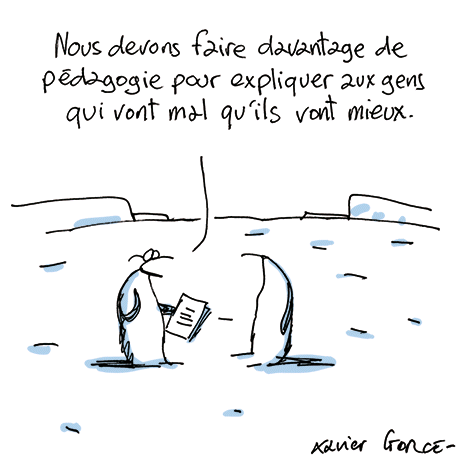 Nous devons faire davantage de
pédagogie pour expliquer aux gens
qui vont mal qu'ils vont mieux.
Xavier GORCE-